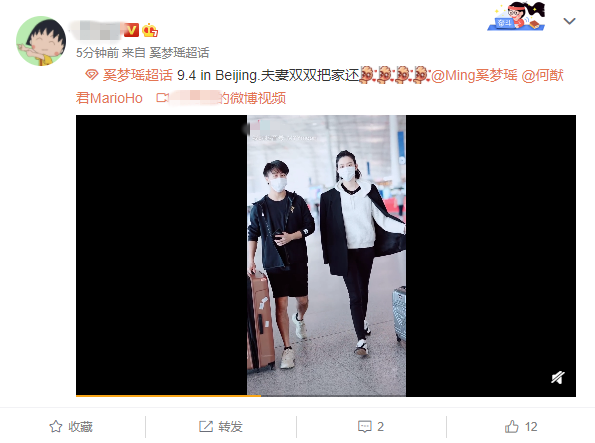 奋斗
5分钟前 来自 奚梦瑶超话
奚梦瑶超话 9.4 in Beijing.夫妻双双把家还@Ming奚梦瑶 @何猷
君MarioHo 的微博视频
收藏 转发 2 12